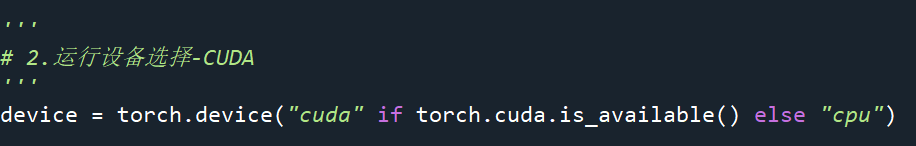 '''
# 2.运行设备选择-CUDA
'''
device = torch.device("cuda" if torch.cuda.is_available() else "cpu")